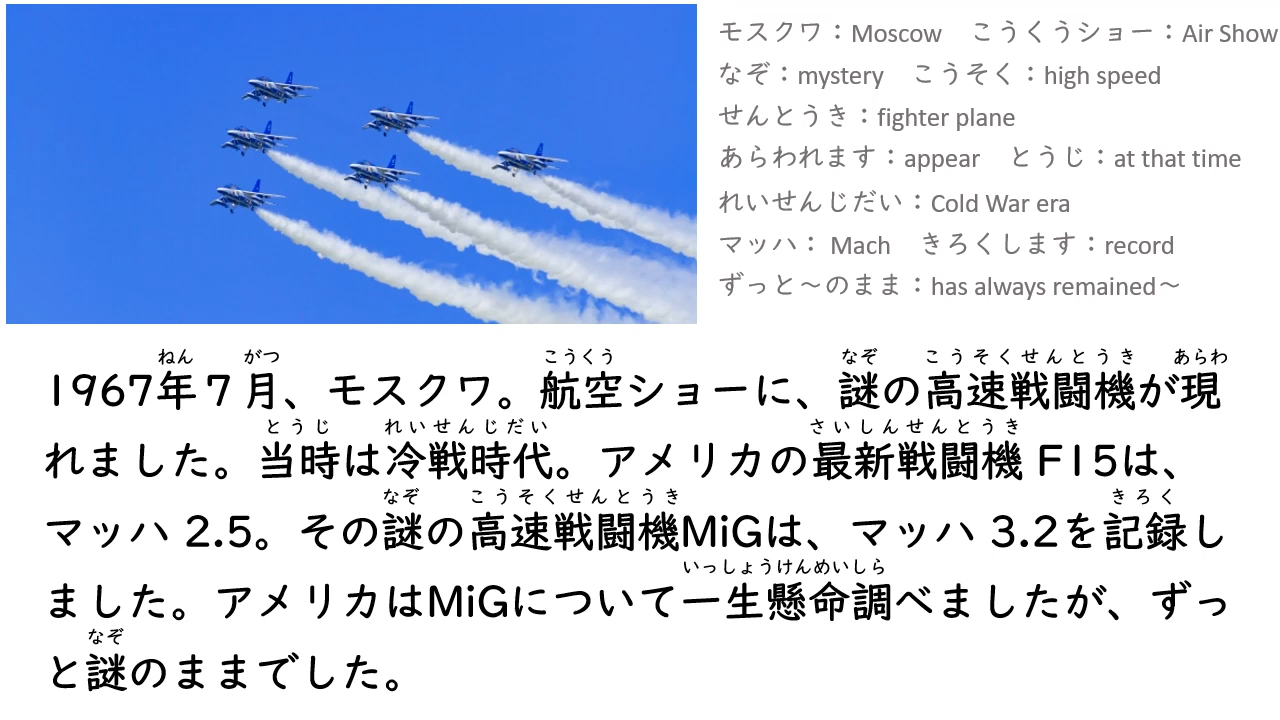 モスクワ：Moscow　こうくうショー：Air Show
なぞ：mystery　こうそく：high speed
せんとうき：fighter plane
あらわれます：appear　とうじ：at that time
れいせんじだい：Cold War era
マッハ： Mach　きろくします：record
ずっと～のまま：has always remained～
ねん　がつ　こうくう　なぞ　こうそくせんとうき　あらわ
1967年７月、モスクワ。航空ショーに、謎の高速戦闘機が現
とうじ　れいせんじだい　さいしんせんとうき
れました。当時は冷戦時代。アメリカの最新戦闘機 F15は、
なぞ　こうそくせんとうき　きろく
マッハ 2.5。その謎の高速戦闘機MiGは、マッハ 3.2を記録し
いっしょうけんめいしら
ました。アメリカはMiGについて一生懸命調べましたが、ずっ
なぞ
と謎のままでした。